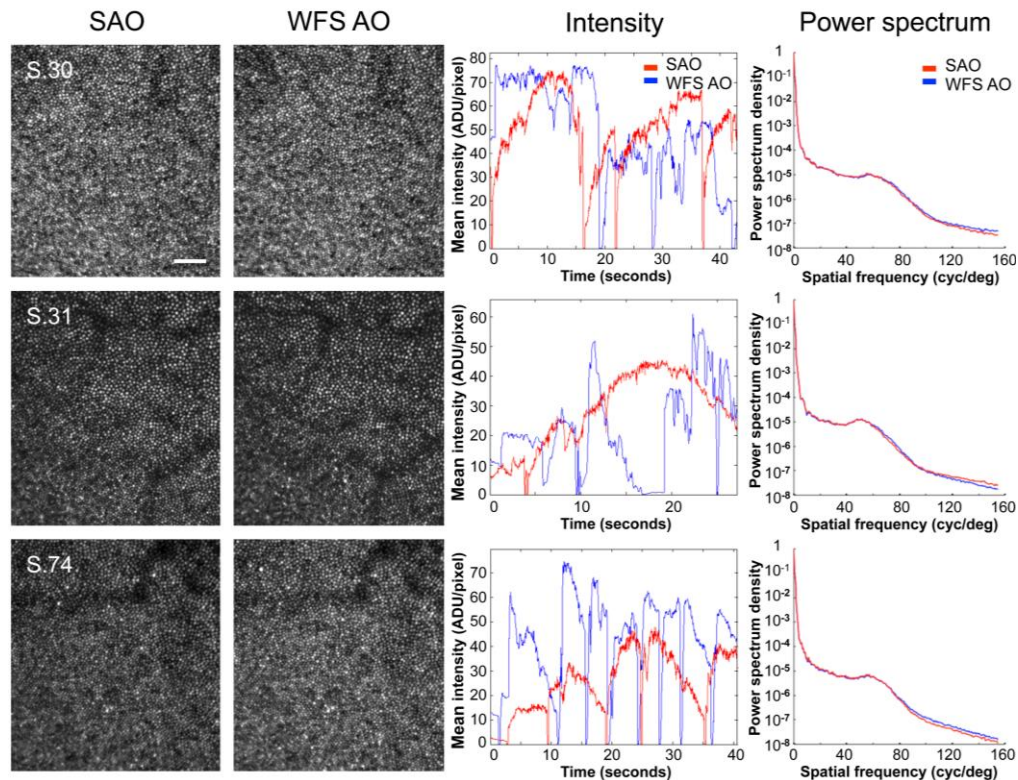 SAO WFS AO Intensity Power spectrum
S.30
Mean intensity (ADU/pixel)
80
70
60
50
40
30
20
10
0
SAO
WFS AO
0 10 20 30 40
Time (seconds)
Power spectrum density
1
10-1
10-2
10-3
10-4
10-5
10-6
10-7
10-8
SAO
WFS AO
0 40 80 120 160
Spatial frequency (cyc/deg)
S.31
Mean intensity (ADU/pixel)
60
50
40
30
20
10
0
0 10 20
Time (seconds)
Power spectrum density
1
10-1
10-2
10-3
10-4
10-5
10-6
10-7
10-8
0 40 80 120 160
Spatial frequency (cyc/deg)
S.74
Mean intensity (ADU/pixel)
70
60
50
40
30
20
10
0
0 10 20 30 40
Time (seconds)
Power spectrum density
1
10-1
10-2
10-3
10-4
10-5
10-6
10-7
10-8
0 40 80 120 160
Spatial frequency (cyc/deg)